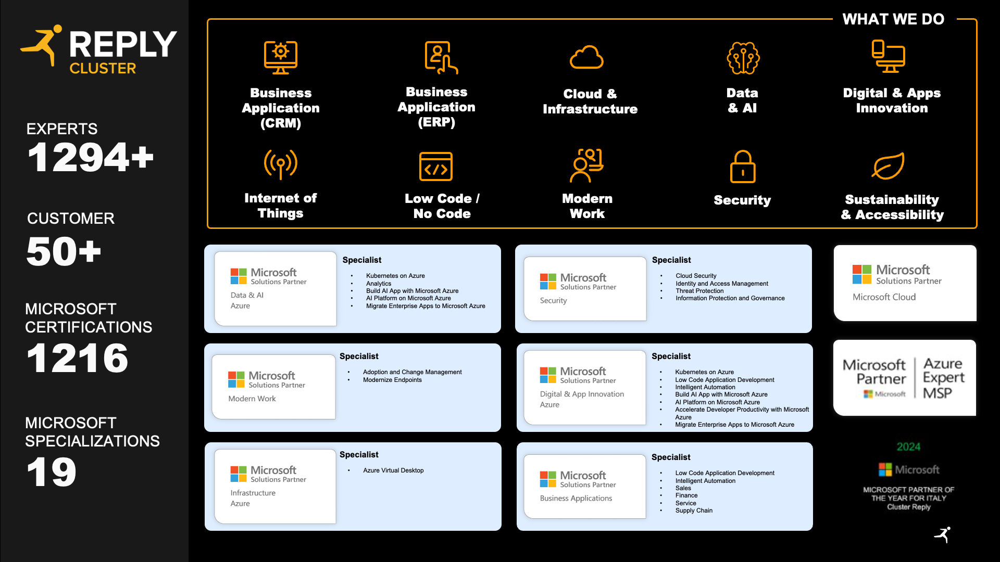 REPLY
CLUSTER
EXPERTS
1294+
CUSTOMER
50+
MICROSOFT
CERTIFICATIONS
1216
MICROSOFT
SPECIALIZATIONS
19
WHAT WE DO
Business
Application
(CRM)
Business
Application
(ERP)
Cloud &
Infrastructure
Data
& AI
Digital & Apps
Innovation
Internet of
Things
Low Code /
No Code
Modern
Work
Security
Sustainability
& Accessibility
Microsoft
Solutions Partner
Data & AI
Azure
Specialist
• Kubernetes on Azure
• Analytics
• Build AI App with Microsoft Azure
• AI Platform on Microsoft Azure
• Migrate Enterprise Apps to Microsoft Azure
Microsoft
Solutions Partner
Security
Specialist
• Cloud Security
• Identity and Access Management
• Threat Protection
• Information Protection and Governance
Microsoft
Solutions Partner
Microsoft Cloud
Microsoft
Solutions Partner
Modern Work
Specialist
• Adoption and Change Management
• Modernize Endpoints
Microsoft
Solutions Partner
Digital & App Innovation
Azure
Specialist
• Kubernetes on Azure
• Low Code Application Development
• Intelligent Automation
• Build AI App with Microsoft Azure
• AI Platform on Microsoft Azure
• Accelerate Developer Productivity with Microsoft
Azure
• Migrate Enterprise Apps to Microsoft Azure
Microsoft
Partner
Microsoft
Azure
Expert
MSP
Microsoft
Solutions Partner
Infrastructure
Azure
Specialist
• Azure Virtual Desktop
Microsoft
Solutions Partner
Business Applications
Specialist
• Low Code Application Development
• Intelligent Automation
• Sales
• Finance
• Service
• Supply Chain
2024
Microsoft
MICROSOFT PARTNER OF
THE YEAR FOR ITALY
Cluster Reply